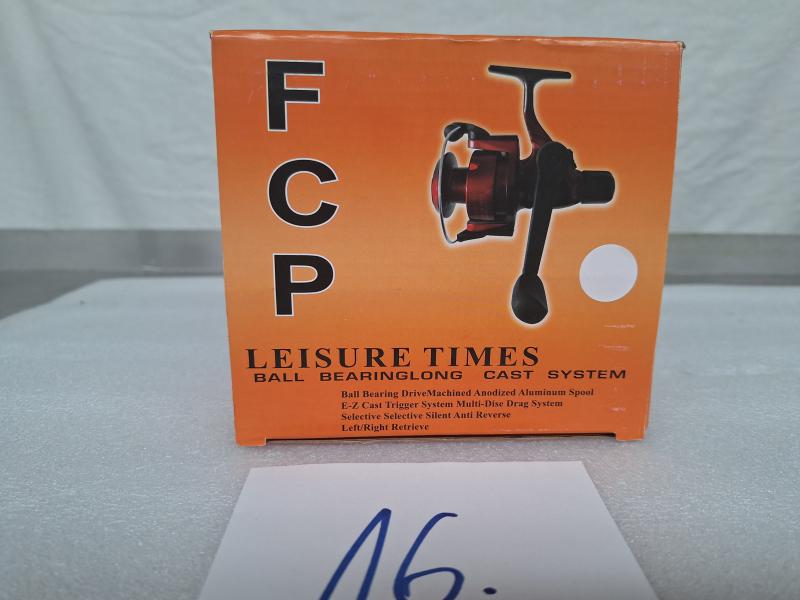 F
C
P
LEISURE TIMES
BALL BEARINGLONG CAST SYSTEM
Ball Bearing DriveMachined Anodized Aluminum Spool
E-Z Cast Trigger System Multi-Disc Drag System
Selective Selective Silent Anti Reverse
Left/Right Retrieve
16.